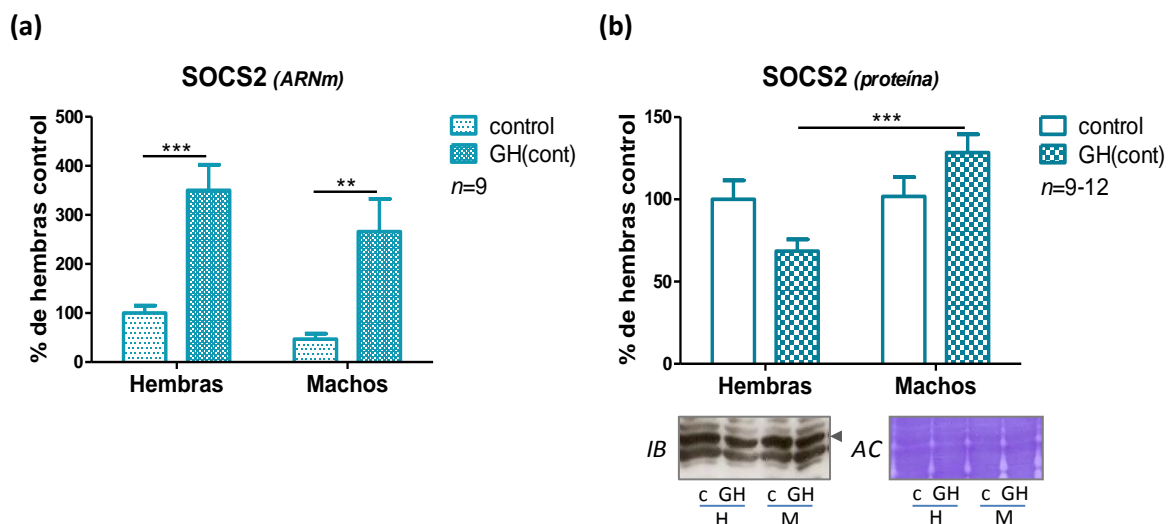 (a)
SOCS2 (ARNm)
% de hembras control
500
400
300
200
100
0
***
**
Hembras
Machos
control
GH(cont)
n=9
(b)
SOCS2 (proteína)
% de hembras control
150
100
50
0
***
Hembras
Machos
control
GH(cont)
n=9-12
IB
c GH c GH
H M
AC
c GH c GH
H M